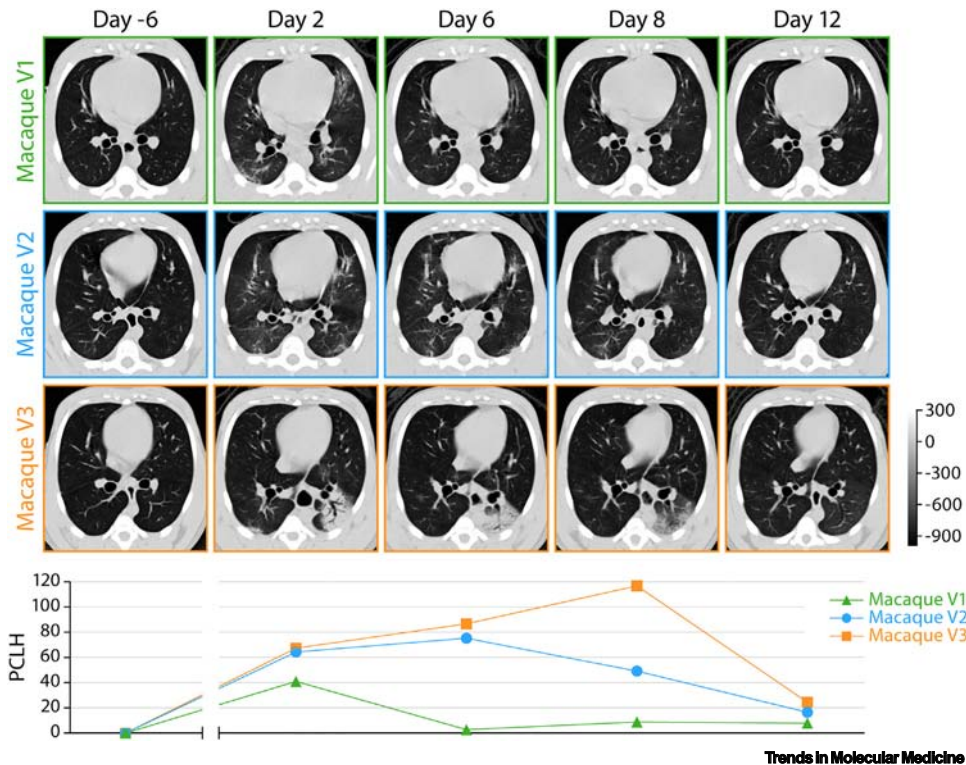 Day -6 Day 2 Day 6 Day 8 Day 12
Macaque V1
Macaque V2
Macaque V3
300
0
-300
-600
-900
120
100
80
60
40
20
0
PCLH
Macaque V1
Macaque V2
Macaque V3
Trends in Molecular Medicine